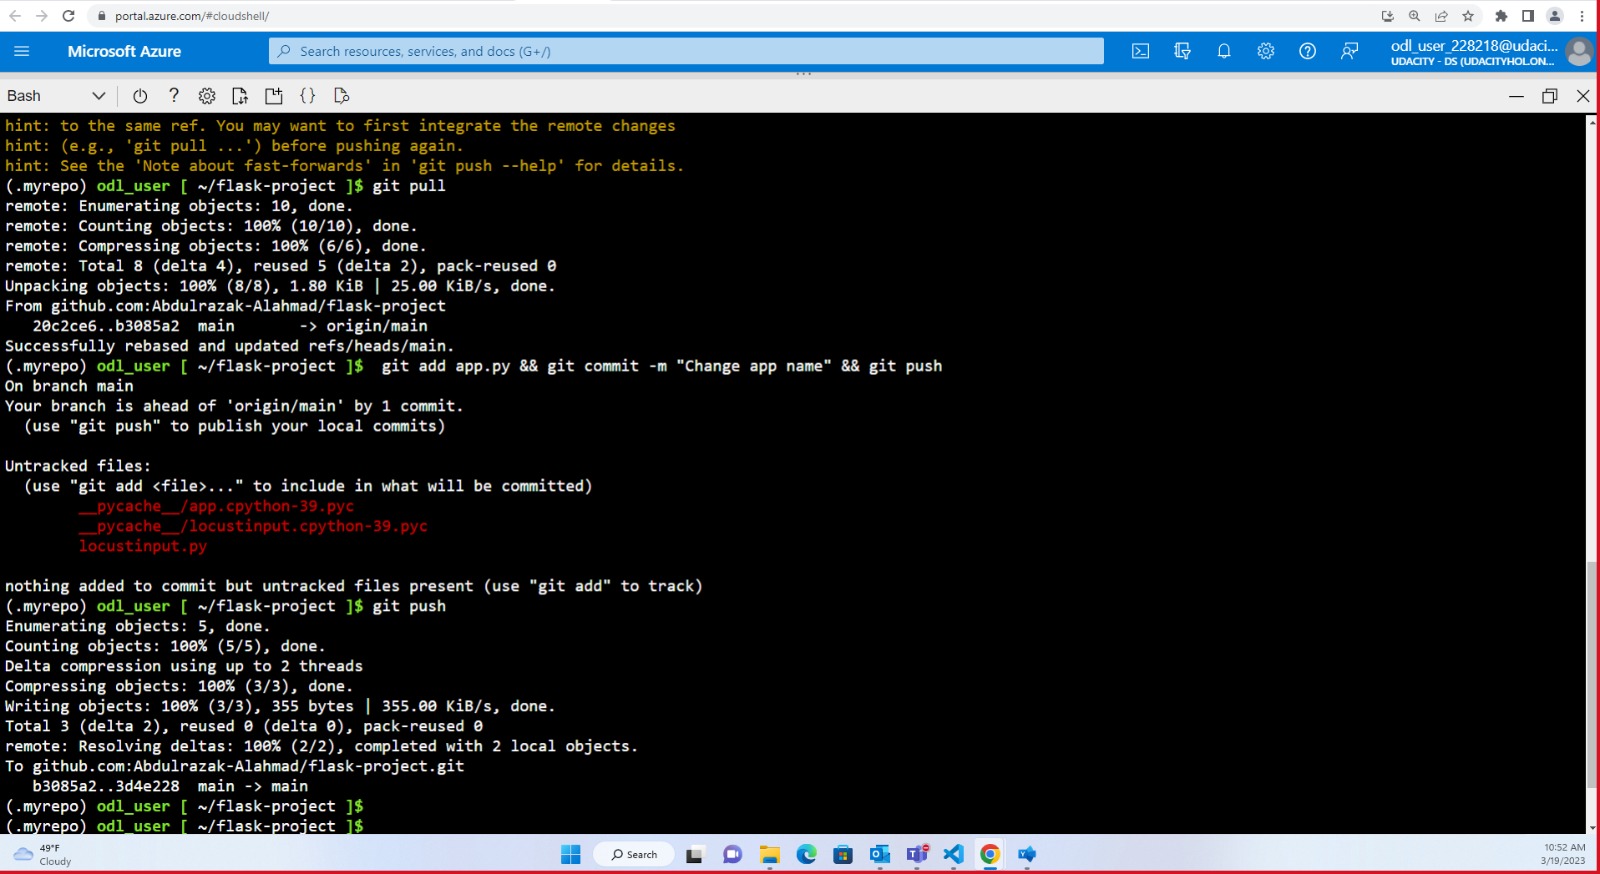 portal.azure.com/#cloudshell/
Microsoft Azure
Search resources, services, and docs (G+/)
odl_user_228218@udaci...
UDACITY - DS (UDACITYHOL.ON...
Bash
hint: to the same ref. You may want to first integrate the remote changes
hint: (e.g., 'git pull ...') before pushing again.
hint: See the 'Note about fast-forwards' in 'git push --help' for details.
(.myrepo) odl_user [ ~/flask-project ]$ git pull
remote: Enumerating objects: 10, done.
remote: Counting objects: 100% (10/10), done.
remote: Compressing objects: 100% (6/6), done.
remote: Total 8 (delta 4), reused 5 (delta 2), pack-reused 0
Unpacking objects: 100% (8/8), 1.80 KiB | 25.00 KiB/s, done.
From github.com:Abdulrazak-Alahmad/flask-project
   20c2ce6..b3085a2  main       -> origin/main
Successfully rebased and updated refs/heads/main.
(.myrepo) odl_user [ ~/flask-project ]$  git add app.py && git commit -m "Change app name" && git push
On branch main
Your branch is ahead of 'origin/main' by 1 commit.
  (use "git push" to publish your local commits)
Untracked files:
  (use "git add <file>..." to include in what will be committed)
        __pycache__/app.cpython-39.pyc
        __pycache__/locustinput.cpython-39.pyc
        locustinput.py
nothing added to commit but untracked files present (use "git add" to track)
(.myrepo) odl_user [ ~/flask-project ]$ git push
Enumerating objects: 5, done.
Counting objects: 100% (5/5), done.
Delta compression using up to 2 threads
Compressing objects: 100% (3/3), done.
Writing objects: 100% (3/3), 355 bytes | 355.00 KiB/s, done.
Total 3 (delta 2), reused 0 (delta 0), pack-reused 0
remote: Resolving deltas: 100% (2/2), completed with 2 local objects.
To github.com:Abdulrazak-Alahmad/flask-project.git
   b3085a2..3d4e228  main -> main
(.myrepo) odl_user [ ~/flask-project ]$
(.myrepo) odl_user [ ~/flask-project ]$
49°F
Cloudy
Search
10:52 AM
3/19/2023